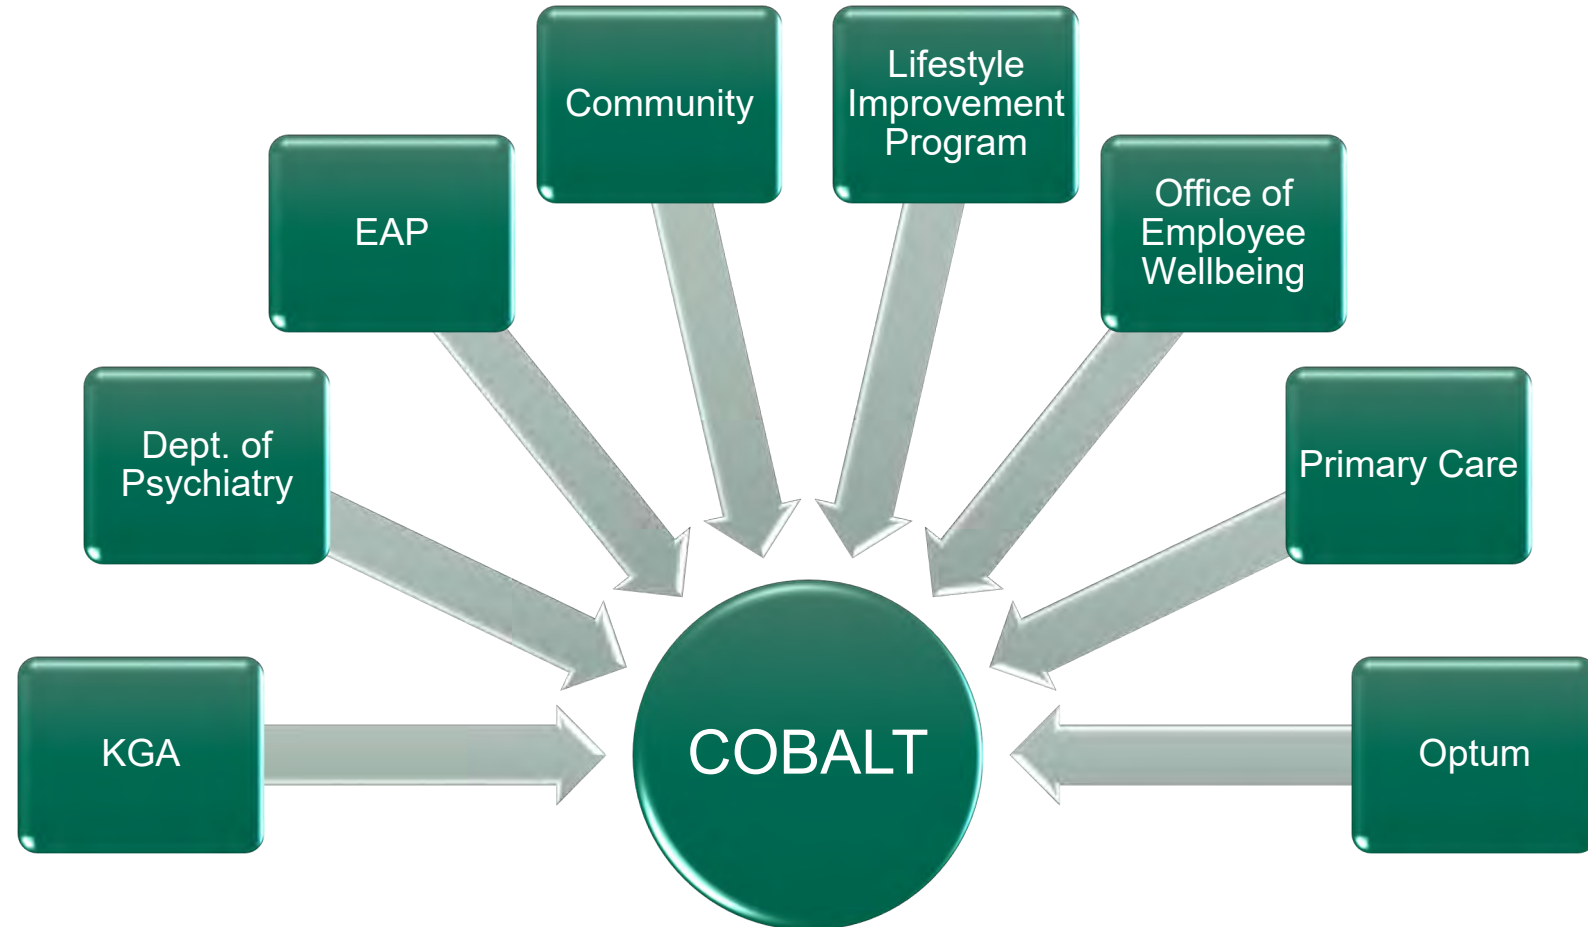 Community
Lifestyle
Improvement
Program
EAP
Office of
Employee
Wellbeing
Dept. of
Psychiatry
Primary Care
KGA
COBALT
Optum